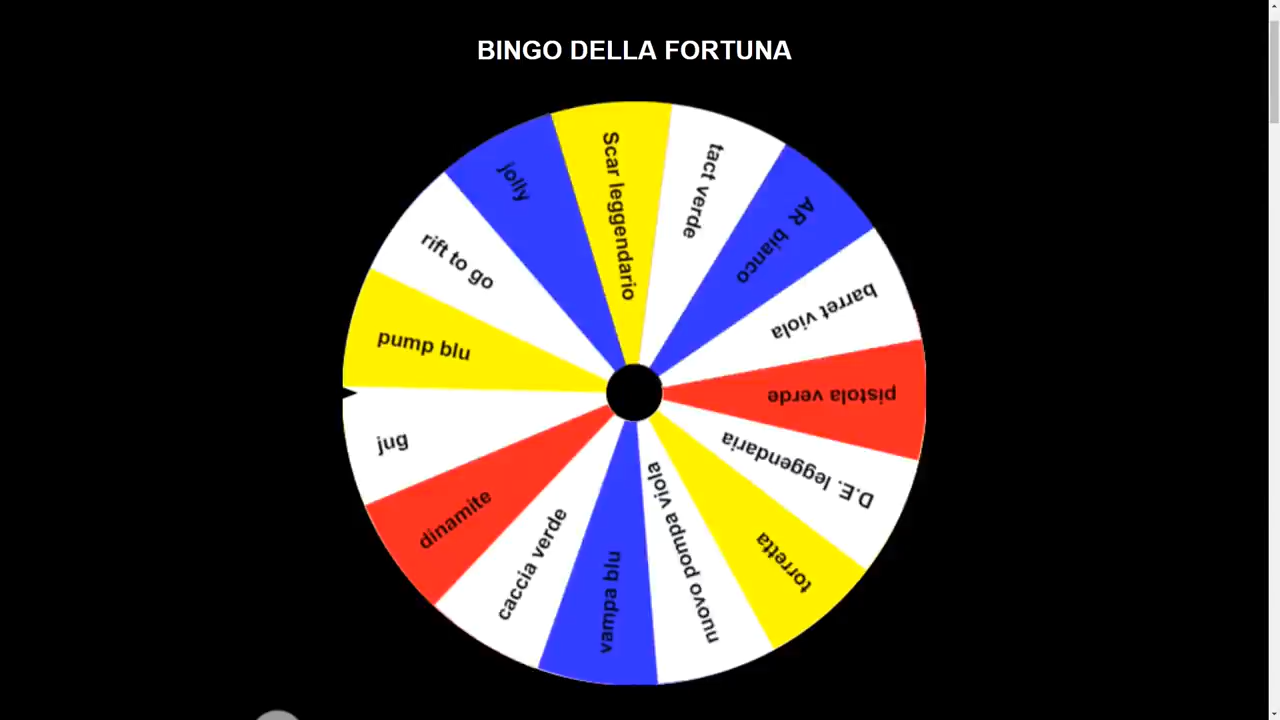 BINGO DELLA FORTUNA
Scar leggendario
tact verde
AR bianco
barret viola
pistola verde
D.E. leggendaria
torretta
nuovo pompa viola
vampa blu
caccia verde
dinamite
jug
pump blu
rift to go
jolly